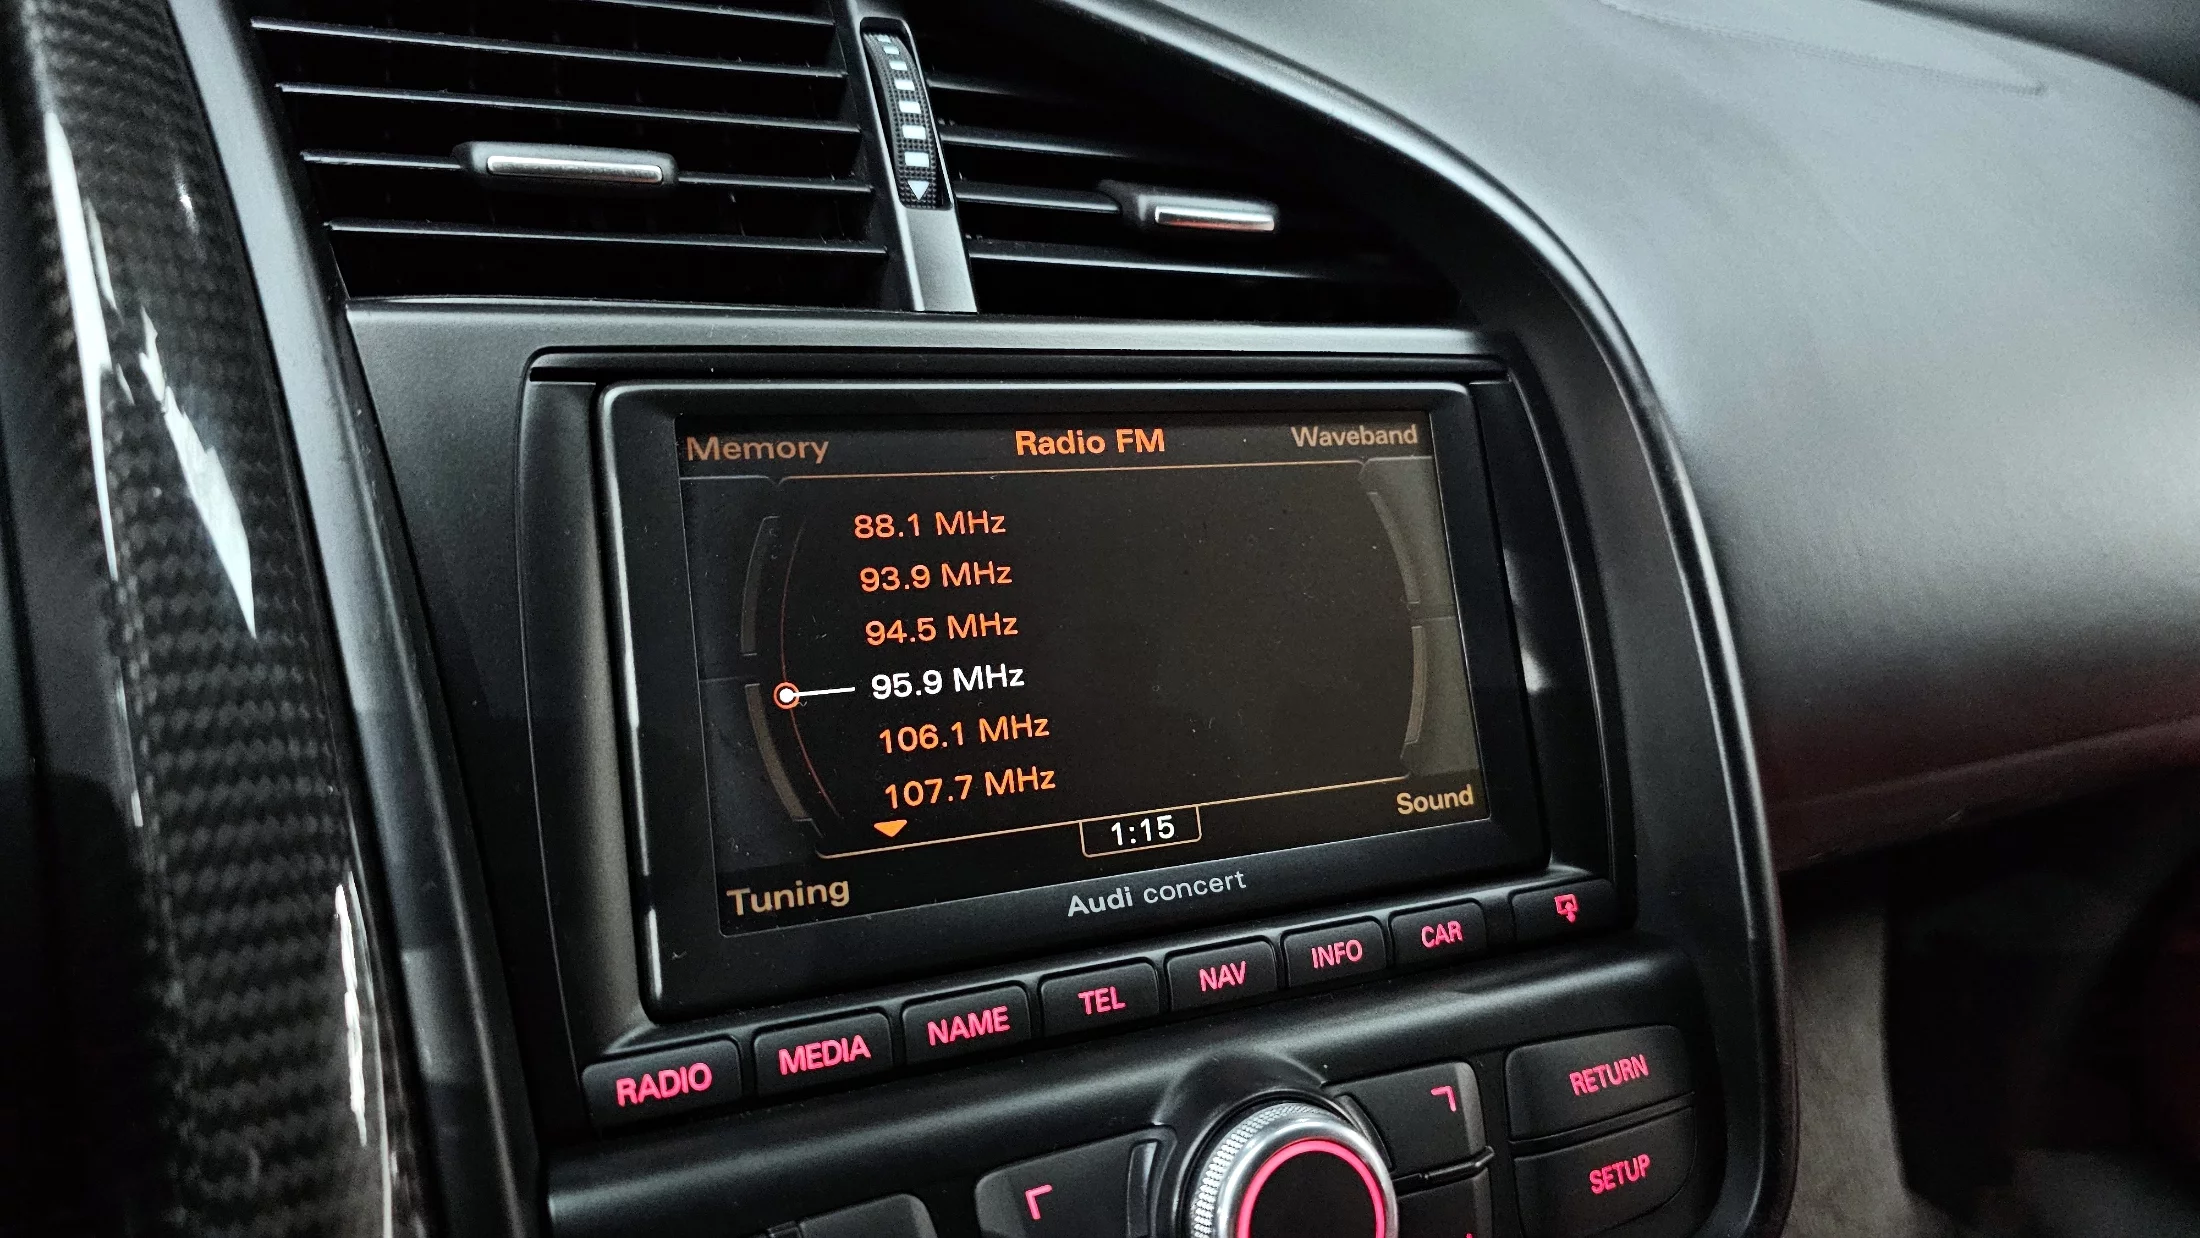 Memory
Radio FM
Waveband
88.1 MHz
93.9 MHz
94.5 MHz
95.9 MHz
106.1 MHz
107.7 MHz
1:15
Sound
Tuning
Audi concert
RADIO
MEDIA
NAME
TEL
NAV
INFO
CAR
RETURN
SETUP